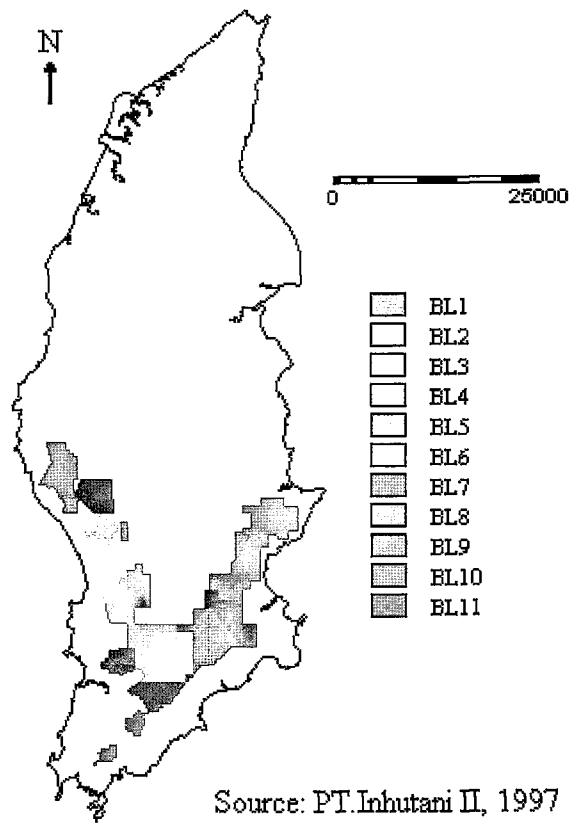 N
0 25000
BL1
BL2
BL3
BL4
BL5
BL6
BL7
BL8
BL9
BL10
BL11
Source: PT.Inhutani II, 1997